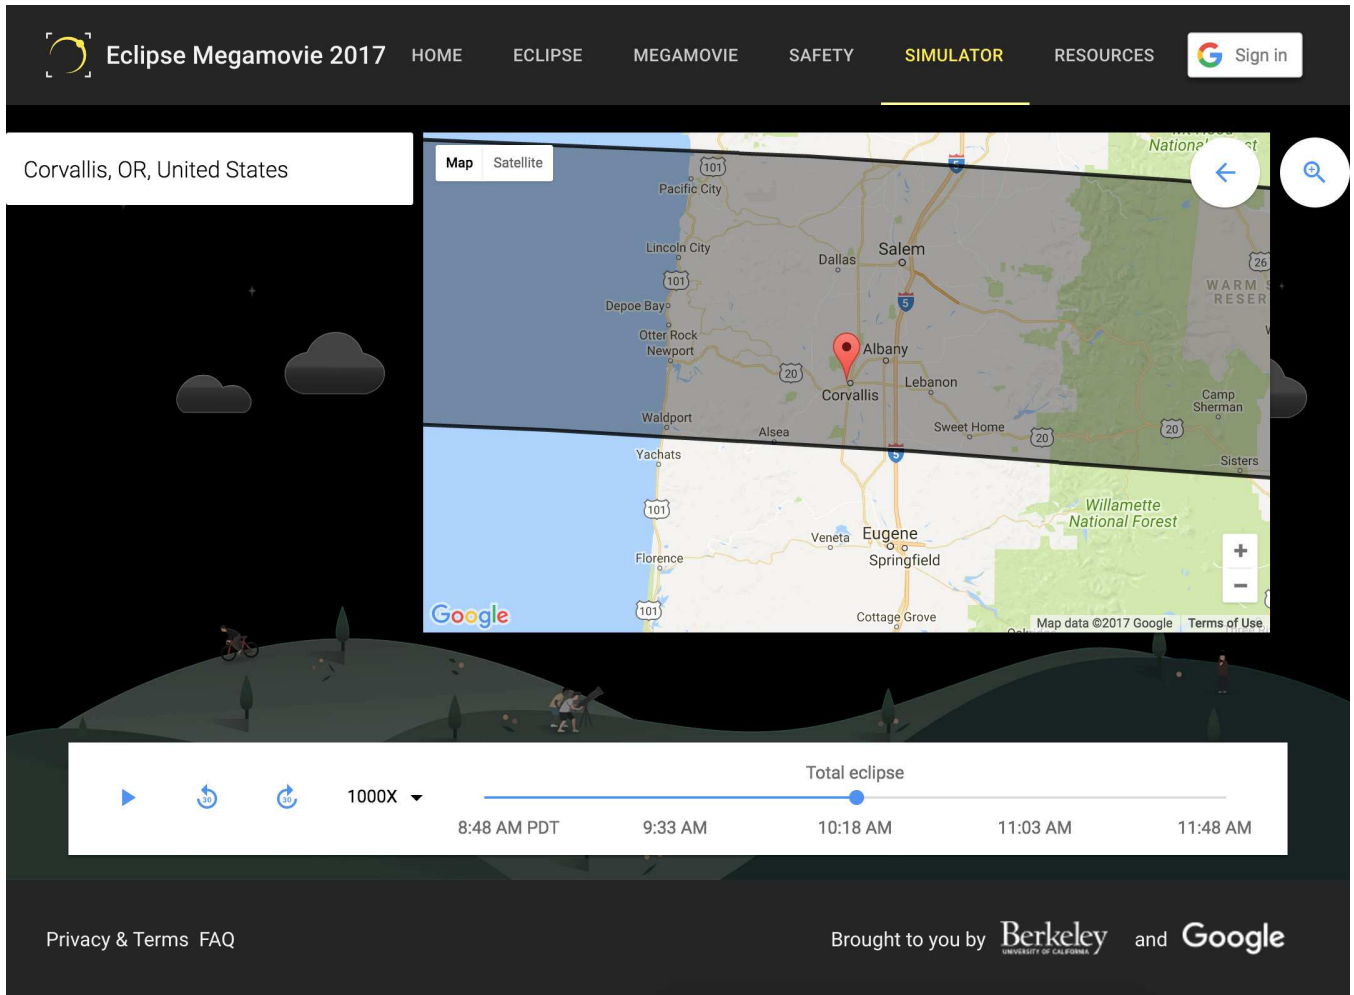 Eclipse Megamovie 2017 HOME ECLIPSE MEGAMOVIE SAFETY SIMULATOR RESOURCES Sign in
Corvallis, OR, United States
Map Satellite
5
National
st
101
Pacific City
Lincoln City
Salem
Dallas
26
101
WARM S
RESER
Depoe Bay
5
Otter Rock
Newport
Albany
20
Lebanon
Corvallis
Camp
Sherman
Waldport
Alsea
Sweet Home
20
20
Yachats
5
Sisters
101
Willamette
National Forest
Veneta
Eugene
Springfield
Florence
+
−
101
Google
Cottage Grove
Map data ©2017 Google Terms of Use
Total eclipse
30 30 1000X
8:48 AM PDT 9:33 AM 10:18 AM 11:03 AM 11:48 AM
Privacy & Terms FAQ
Brought to you by Berkeley and Google
UNIVERSITY OF CALIFORNIA